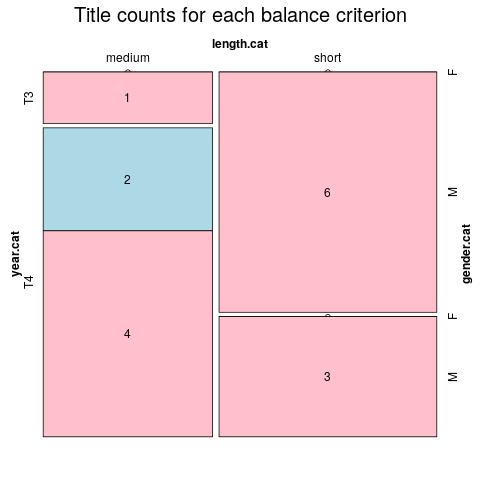 Title counts for each balance criterion
length.cat
medium short
T3 1 F
2 6 M
year.cat gender.cat
T4 F
4 3 M